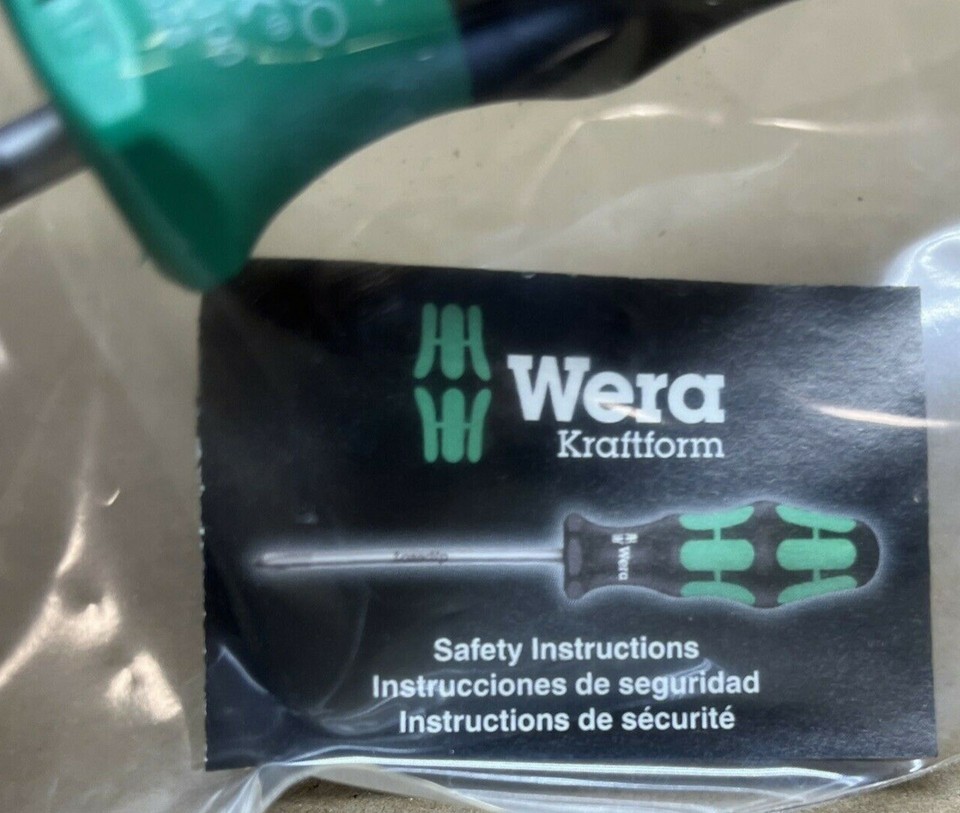 Wera
Kraftform
Wera
Safety Instructions
Instrucciones de seguridad
Instructions de sécurité